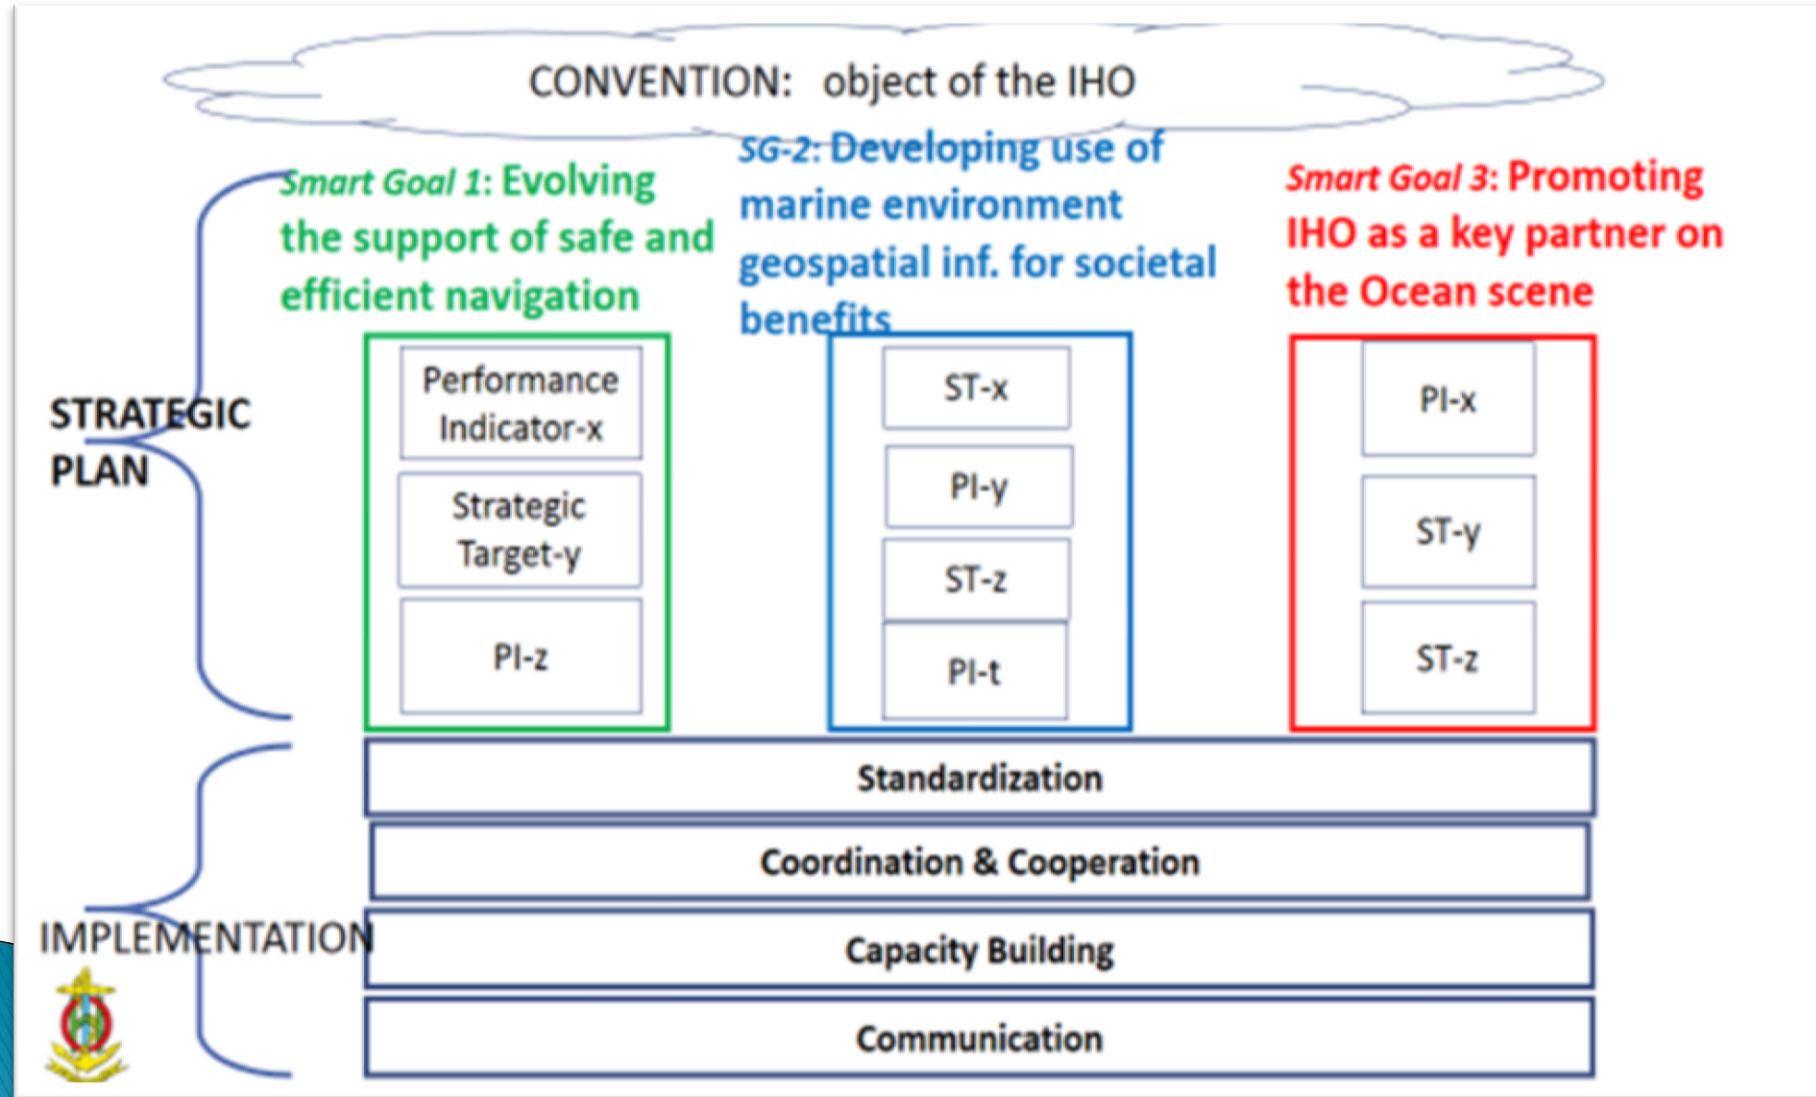 CONVENTION: object of the IHO
Smart Goal 1: Evolving
the support of safe and
efficient navigation
SG-2: Developing use of
marine environment
geospatial inf. for societal
benefits
Smart Goal 3: Promoting
IHO as a key partner on
the Ocean scene
STRATEGIC
PLAN
Performance
Indicator-x
Strategic
Target-y
PI-z
ST-x
PI-y
ST-z
PI-t
PI-x
ST-y
ST-z
IMPLEMENTATION
Standardization
Coordination & Cooperation
Capacity Building
Communication